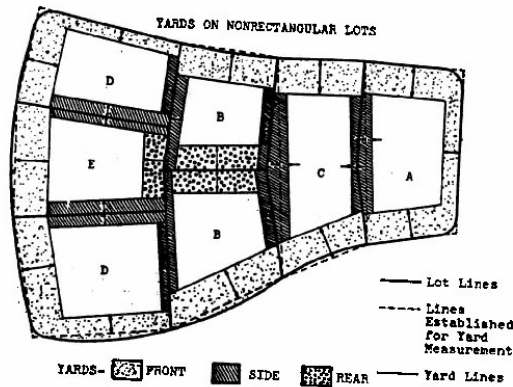 YARDS ON NONRECTANGULAR LOTS
D
B
E
C
A
B
D
Lot Lines
Lines
Established
for Yard
Measurement
YARDS- FRONT SIDE REAR Yard Lines